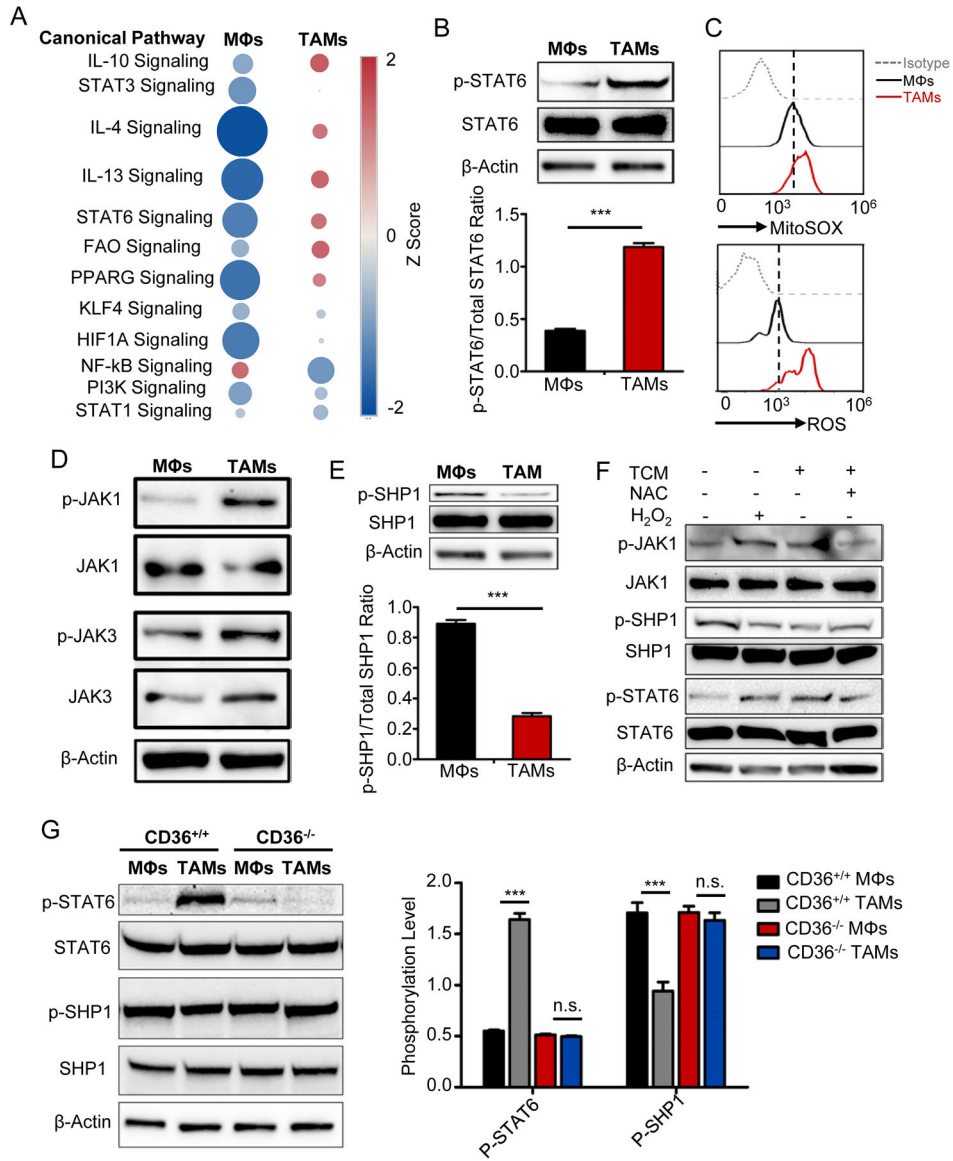 A
Canonical Pathway MΦs TAMs
IL-10 Signaling
STAT3 Signaling
IL-4 Signaling
IL-13 Signaling
STAT6 Signaling
FAO Signaling
PPARG Signaling
KLF4 Signaling
HIF1A Signaling
NF-kB Signaling
PI3K Signaling
STAT1 Signaling
2
0
-2
Z Score
B
MΦs TAMs
p-STAT6
STAT6
β-Actin
p-STAT6/Total STAT6 Ratio
1.5
1.0
0.5
0.0
***
MΦs TAMs
C
Isotype
MΦs
TAMs
0 10³ 10⁶
MitoSOX
0 10³ 10⁶
ROS
D
MΦs TAMs
p-JAK1
JAK1
p-JAK3
JAK3
β-Actin
E
MΦs TAM
p-SHP1
SHP1
β-Actin
p-SHP1/Total SHP1 Ratio
1.0
0.8
0.6
0.4
0.2
0.0
***
MΦs TAMs
F
TCM - - + +
NAC - - - +
H₂O₂ - + - -
p-JAK1
JAK1
p-SHP1
SHP1
p-STAT6
STAT6
β-Actin
G
CD36⁺/⁺ CD36⁻/⁻
MΦs TAMs MΦs TAMs
p-STAT6
STAT6
p-SHP1
SHP1
β-Actin
Phosphorylation Level
2.0
1.5
1.0
0.5
0.0
*** n.s.
*** n.s.
P-STAT6 P-SHP1
CD36⁺/⁺ MΦs
CD36⁺/⁺ TAMs
CD36⁻/⁻ MΦs
CD36⁻/⁻ TAMs